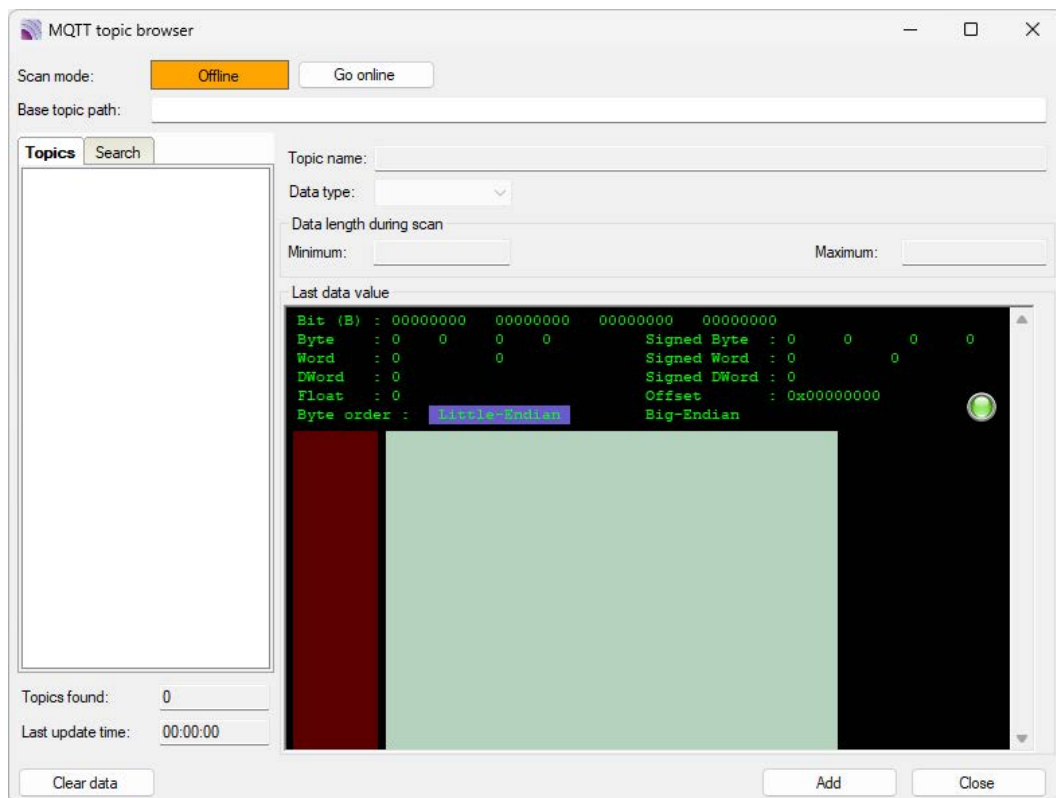 MQTT topic browser
Scan mode: Offline Go online
Base topic path:
Topics Search
Topics found: 0
Last update time: 00:00:00
Topic name:
Data type:
Data length during scan
Minimum: Maximum:
Last data value
Bit (B) : 00000000 00000000 00000000 00000000
Byte : 0 0 0 0 Signed Byte : 0 0 0 0
Word : 0 0 Signed Word : 0 0
DWord : 0 Signed DWord : 0
Float : 0 Offset : 0x00000000
Byte order : Little-Endian Big-Endian
Clear data Add Close